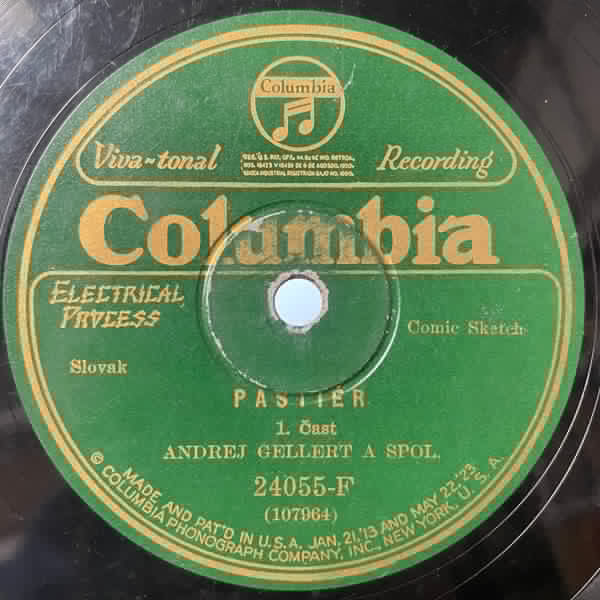 Columbia
Viva-tonal
Recording
Columbia
ELECTRICAL
PROCESS
Comic Sketch
Slovak
PASTIER
1. Čast
ANDREJ GELLERT A SPOL.
24055-F
(107964)
MADE AND PAT'D IN U.S.A. JAN. 21,'13 AND MAY 22,'23
© COLUMBIA PHONOGRAPH COMPANY, INC., NEW YORK, U.S.A.